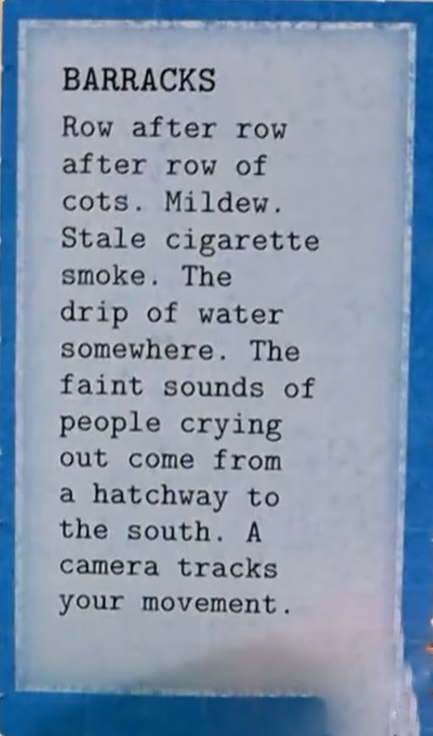 BARRACKS
Row after row
after row of
cots. Mildew.
Stale cigarette
smoke. The
drip of water
somewhere. The
faint sounds of
people crying
out come from
a hatchway to
the south. A
camera tracks
your movement.